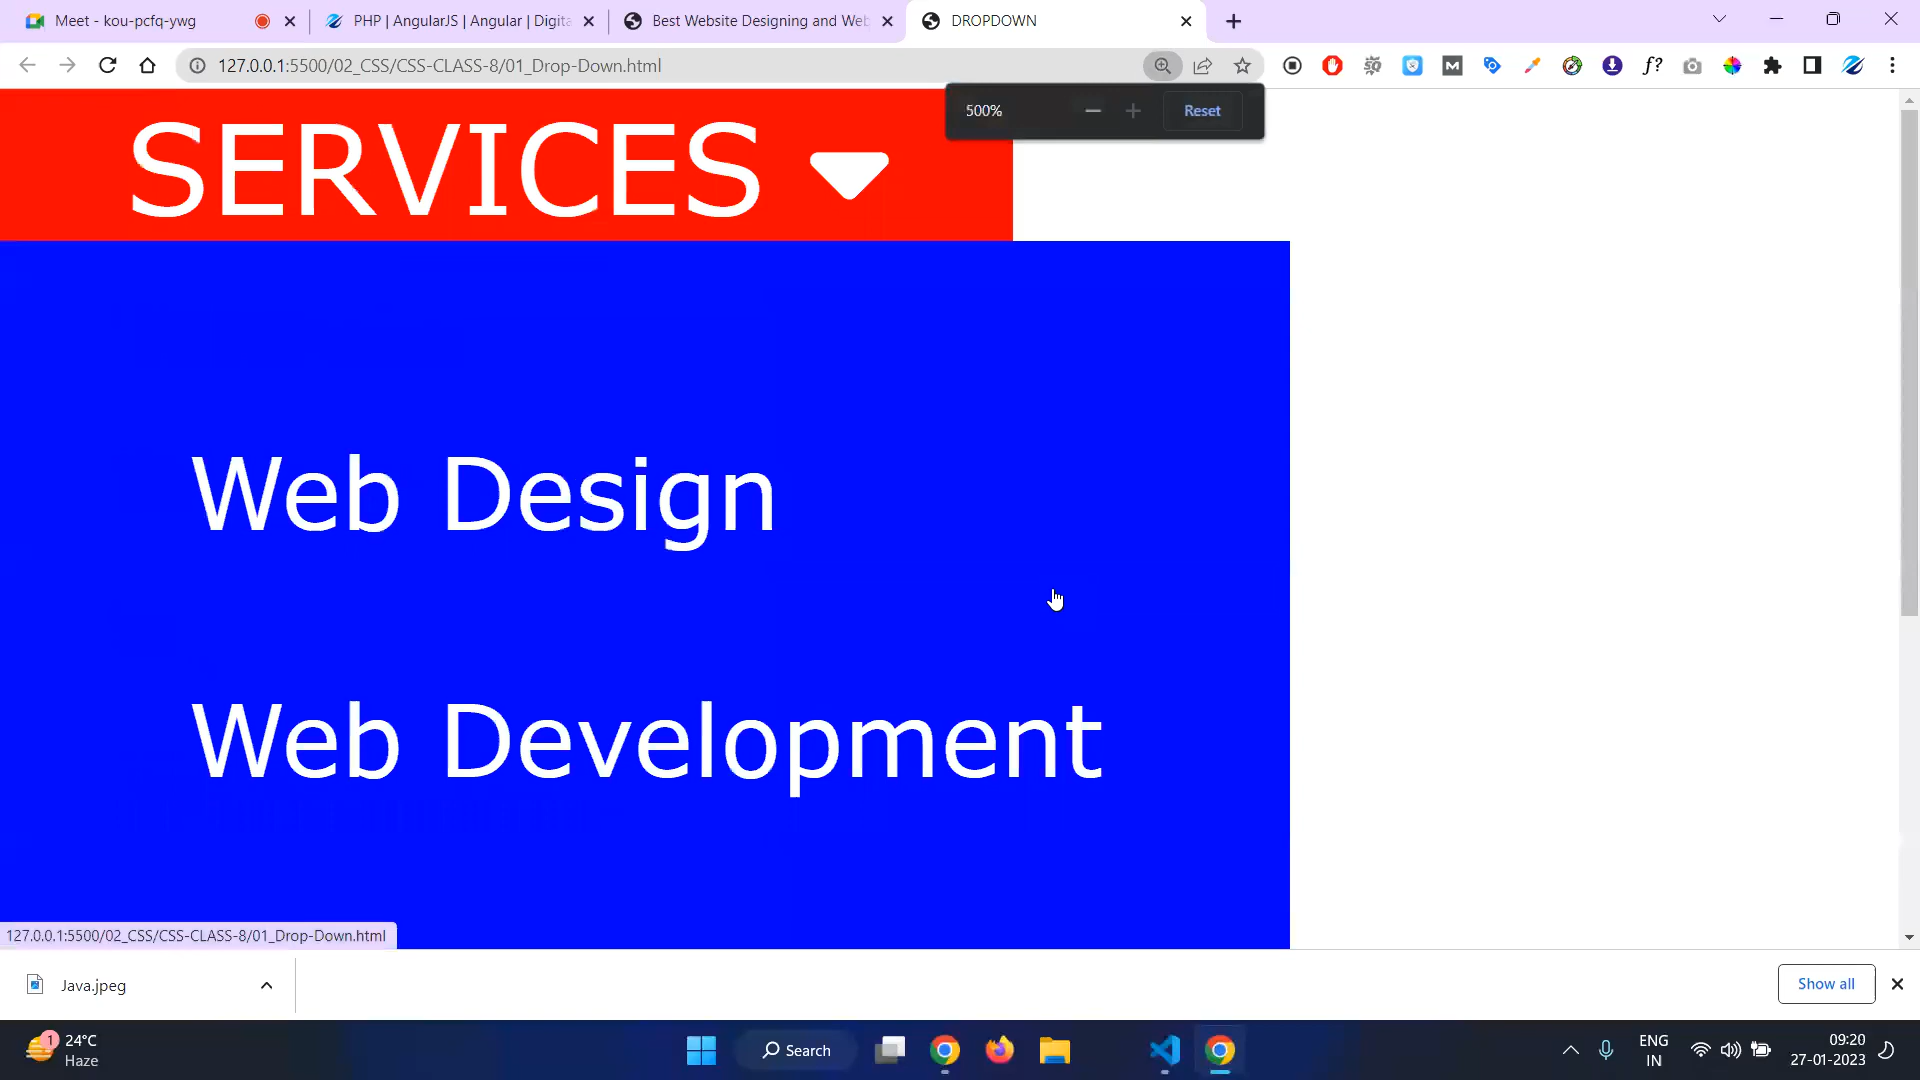 Meet - kou-pcfq-ywg
PHP | AngularJS | Angular | Digita
Best Website Designing and Web
DROPDOWN
127.0.0.1:5500/02_CSS/CSS-CLASS-8/01_Drop-Down.html
500%
Reset
SERVICES
Web Design
Web Development
127.0.0.1:5500/02_CSS/CSS-CLASS-8/01_Drop-Down.html
Java.jpeg
Show all
1
24°C
Haze
Search
ENG
IN
09:20
27-01-2023